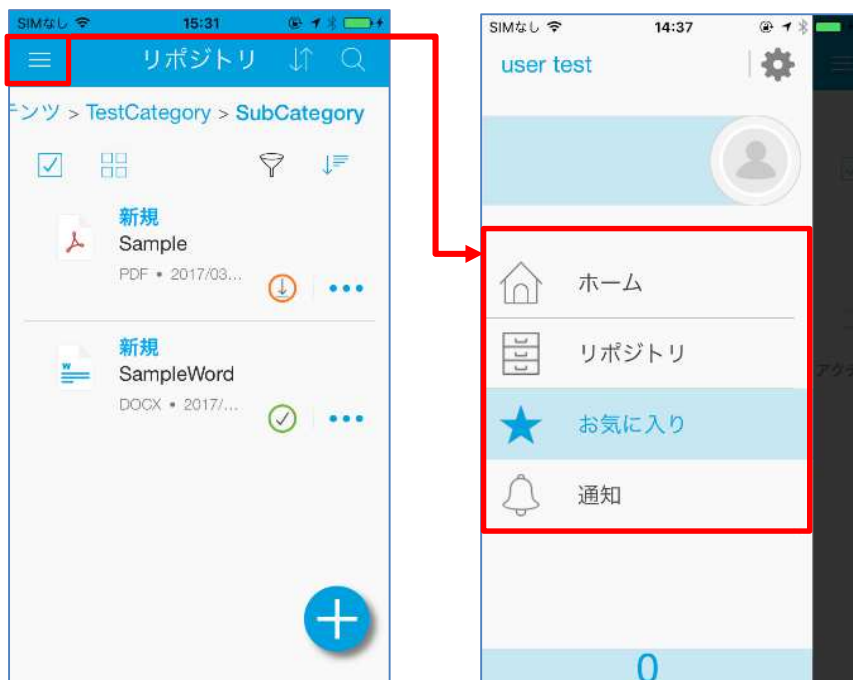 SIMなし 15:31
リポジトリ
テンツ > TestCategory > SubCategory
新規
Sample
PDF • 2017/03...
新規
SampleWord
DOCX • 2017/...
SIMなし 14:37
user test
ホーム
リポジトリ
お気に入り
通知
0